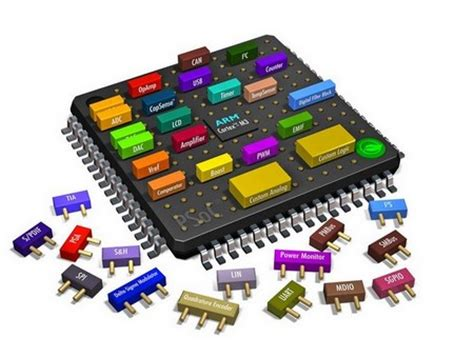 CAN
I²C
OpAmp
USB
Counter
CapSense
Timer
TempSensor
ADC
LCD
Digital Filter Block
ARM
Cortex™ M3
DAC
Amplifier
EMIF
Vref
PWM
Custom Logic
Comparator
Boost
Custom Analog
PSoC
TIA
I²S
S/PDIF
PGA
S&H
PMBus
SMBus
SPI
Delta Sigma Modulator
LIN
Power Monitor
Quadrature Encoder
UART
MDIO
SGPIO